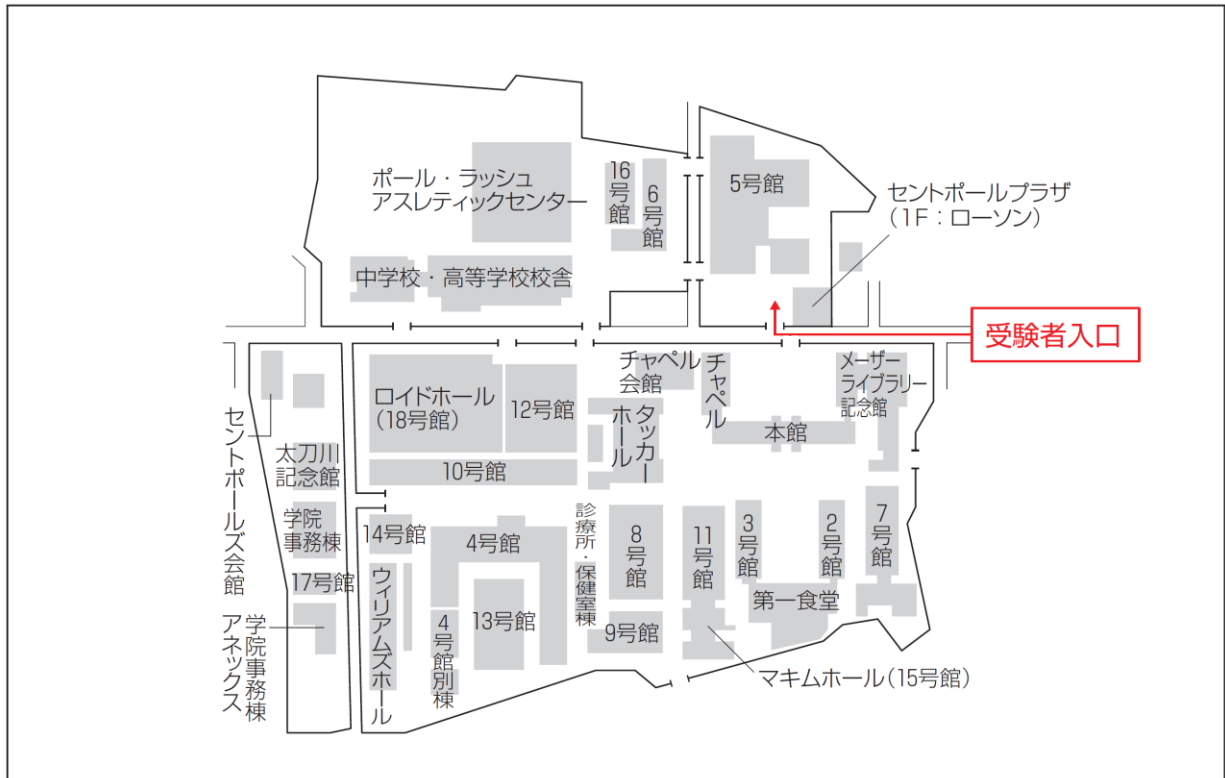 ポール・ラッシュ
アスレティックセンター
16号館
6号館
5号館
セントポールプラザ
(1F：ローソン)
中学校・高等学校校舎
受験者入口
チャペル
会館
チャペル
メーザー
ライブラリー
記念館
ロイドホール
(18号館)
12号館
タッカー
ホール
本館
セントポールズ会館
太刀川
記念館
10号館
学院
事務棟
14号館
4号館
診療所・保健室棟
8号館
11号館
3号館
2号館
7号館
17号館
ウィリアムズホール
13号館
4号館別棟
9号館
第一食堂
学院事務棟
アネックス
マキムホール(15号館)